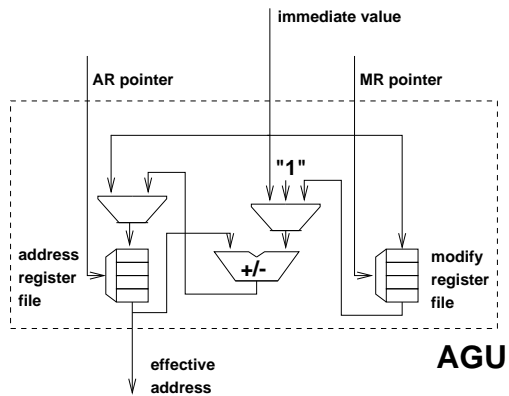 immediate value
AR pointer
MR pointer
"1"
address
register
file
+/-
modify
register
file
AGU
effective
address